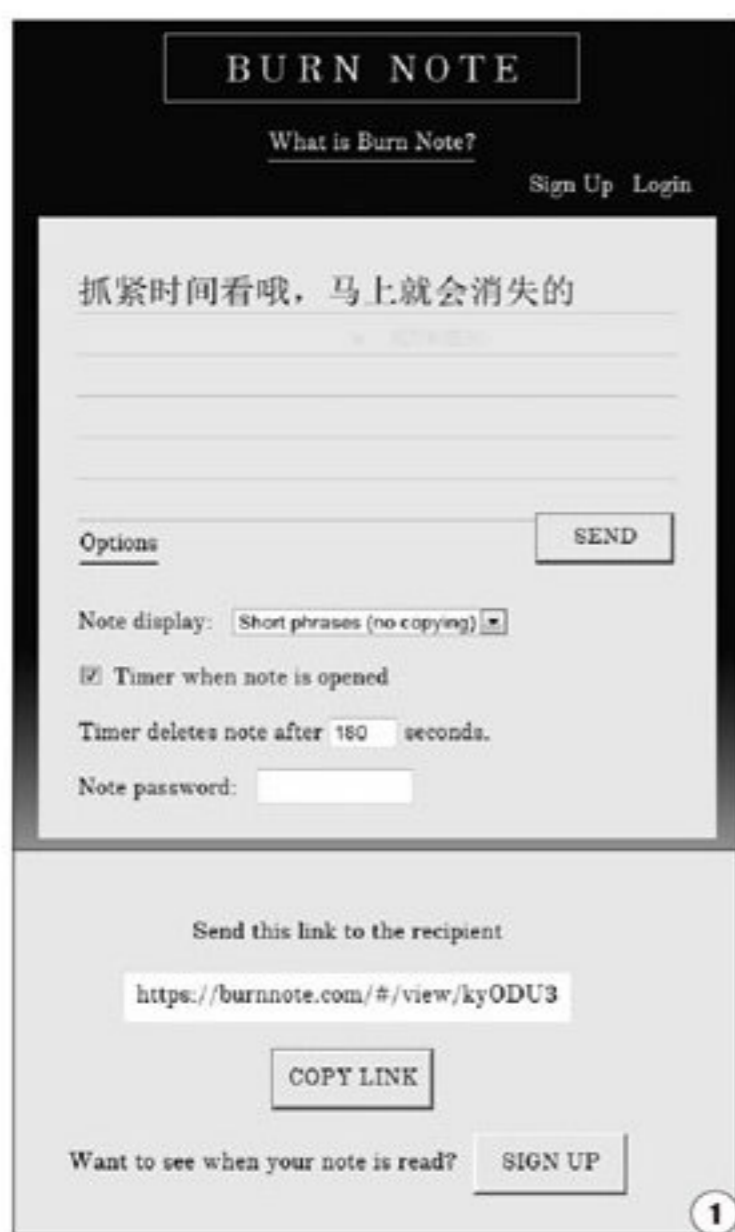 BURN NOTE
What is Burn Note?
Sign Up Login
抓紧时间看哦，马上就会消失的
Options
SEND
Note display: Short phrases (no copying)
Timer when note is opened
Timer deletes note after 180 seconds.
Note password:
Send this link to the recipient
https://burnnote.com/#/view/kyODU3
COPY LINK
Want to see when your note is read? SIGN UP
1